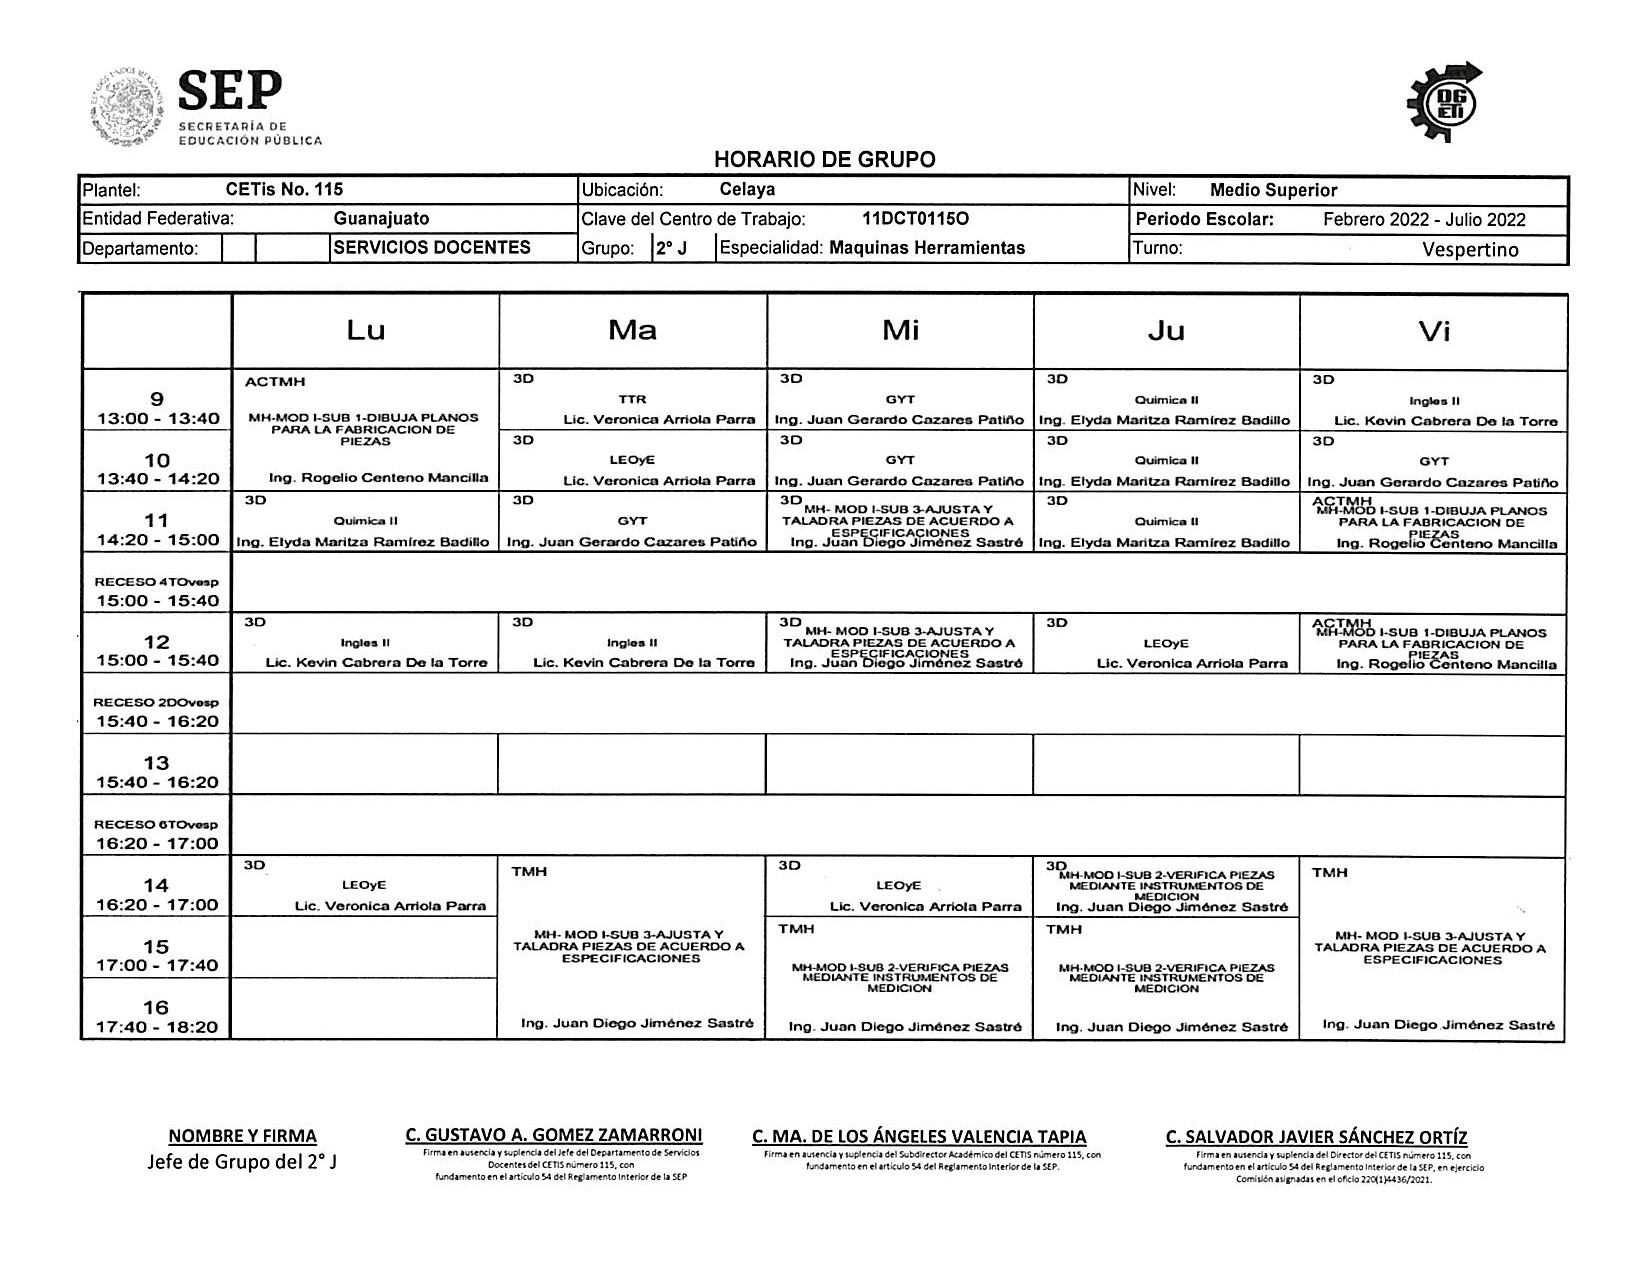 SEP
SECRETARÍA DE
EDUCACIÓN PÚBLICA
DG
ETi
HORARIO DE GRUPO
Plantel: CETis No. 115 Ubicación: Celaya Nivel: Medio Superior
Entidad Federativa: Guanajuato Clave del Centro de Trabajo: 11DCT0115O Periodo Escolar: Febrero 2022 - Julio 2022
Departamento: SERVICIOS DOCENTES Grupo: 2° J Especialidad: Maquinas Herramientas Turno: Vespertino
Lu Ma Mi Ju Vi
9
13:00 - 13:40
ACTMH
MH-MOD I-SUB 1-DIBUJA PLANOS
PARA LA FABRICACION DE
PIEZAS
Ing. Rogelio Centeno Mancilla
3D
TTR
Lic. Veronica Arriola Parra
3D
GYT
Ing. Juan Gerardo Cazares Patiño
3D
Quimica II
Ing. Elyda Maritza Ramírez Badillo
3D
Ingles II
Lic. Kevin Cabrera De la Torre
10
13:40 - 14:20
3D
LEOyE
Lic. Veronica Arriola Parra
3D
GYT
Ing. Juan Gerardo Cazares Patiño
3D
Quimica II
Ing. Elyda Maritza Ramírez Badillo
3D
GYT
Ing. Juan Gerardo Cazares Patiño
11
14:20 - 15:00
3D
Quimica II
Ing. Elyda Maritza Ramírez Badillo
3D
GYT
Ing. Juan Gerardo Cazares Patiño
3D
MH- MOD I-SUB 3-AJUSTA Y
TALADRA PIEZAS DE ACUERDO A
ESPECIFICACIONES
Ing. Juan Diego Jiménez Sastré
3D
Quimica II
Ing. Elyda Maritza Ramírez Badillo
ACTMH
MH-MOD I-SUB 1-DIBUJA PLANOS
PARA LA FABRICACION DE
PIEZAS
Ing. Rogelio Centeno Mancilla
RECESO 4TOvesp
15:00 - 15:40
12
15:00 - 15:40
3D
Ingles II
Lic. Kevin Cabrera De la Torre
3D
Ingles II
Lic. Kevin Cabrera De la Torre
3D
MH- MOD I-SUB 3-AJUSTA Y
TALADRA PIEZAS DE ACUERDO A
ESPECIFICACIONES
Ing. Juan Diego Jiménez Sastré
3D
LEOyE
Lic. Veronica Arriola Parra
ACTMH
MH-MOD I-SUB 1-DIBUJA PLANOS
PARA LA FABRICACION DE
PIEZAS
Ing. Rogelio Centeno Mancilla
RECESO 2DOvesp
15:40 - 16:20
13
15:40 - 16:20
RECESO 6TOvesp
16:20 - 17:00
14
16:20 - 17:00
3D
LEOyE
Lic. Veronica Arriola Parra
TMH
MH- MOD I-SUB 3-AJUSTA Y
TALADRA PIEZAS DE ACUERDO A
ESPECIFICACIONES
Ing. Juan Diego Jiménez Sastré
3D
LEOyE
Lic. Veronica Arriola Parra
3D
MH-MOD I-SUB 2-VERIFICA PIEZAS
MEDIANTE INSTRUMENTOS DE
MEDICION
Ing. Juan Diego Jiménez Sastré
TMH
MH- MOD I-SUB 3-AJUSTA Y
TALADRA PIEZAS DE ACUERDO A
ESPECIFICACIONES
Ing. Juan Diego Jiménez Sastré
15
17:00 - 17:40
TMH
MH-MOD I-SUB 2-VERIFICA PIEZAS
MEDIANTE INSTRUMENTOS DE
MEDICION
Ing. Juan Diego Jiménez Sastré
TMH
MH-MOD I-SUB 2-VERIFICA PIEZAS
MEDIANTE INSTRUMENTOS DE
MEDICION
Ing. Juan Diego Jiménez Sastré
16
17:40 - 18:20
NOMBRE Y FIRMA
Jefe de Grupo del 2° J
C. GUSTAVO A. GOMEZ ZAMARRONI
Firma en ausencia y suplencia del Jefe del Departamento de Servicios
Docentes del CETIS número 115, con
fundamento en el artículo 54 del Reglamento Interior de la SEP
C. MA. DE LOS ÁNGELES VALENCIA TAPIA
Firma en ausencia y suplencia del Subdirector Académico del CETIS número 115, con
fundamento en el artículo 54 del Reglamento Interior de la SEP.
C. SALVADOR JAVIER SÁNCHEZ ORTÍZ
Firma en ausencia y suplencia del Director del CETIS número 115, con
fundamento en el artículo 54 del Reglamento Interior de la SEP, en ejercicio
Comisión asignadas en el oficio 220(1)4436/2021.